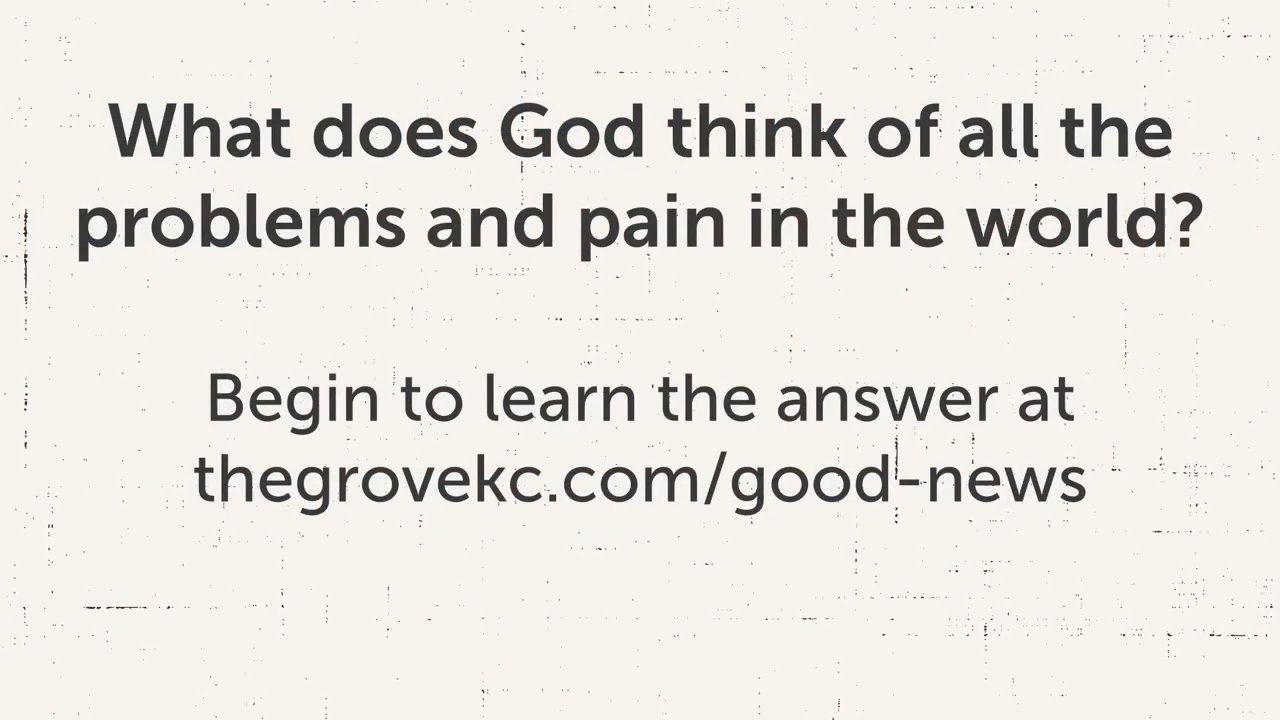 What does God think of all the
problems and pain in the world?
Begin to learn the answer at
thegrovekc.com/good-news